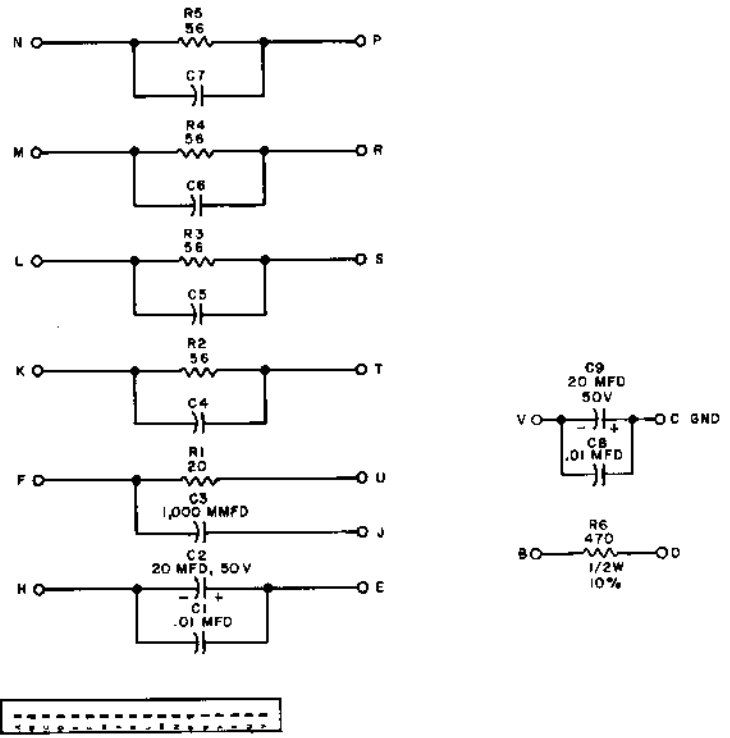 R5
56
N P
C7
R4
56
M R
C6
R3
56
L S
C5
R2
56
K T
C4
R1
20
F U
C3
1,000 MMFD
J
C2
20 MFD, 50V
H - + E
C1
.01 MFD
C9
20 MFD
50V
V - + C GND
C8
.01 MFD
R6
470
B D
1/2W
10%